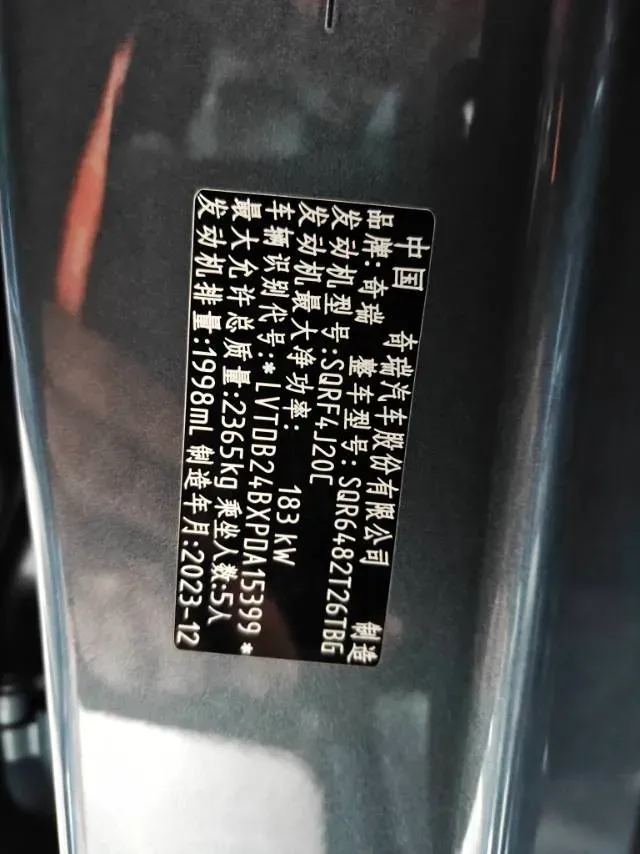 中国 奇瑞汽车股份有限公司 制造
品牌:奇瑞 整车型号:SQR6482T26TBG
发动机型号:SQRF4J20C
发动机最大净功率: 183 kW
车辆识别代号:*LVTDB24BXPDA15399*
最大允许总质量:2365kg 乘坐人数:5人
发动机排量:1998mL 制造年月:2023-12